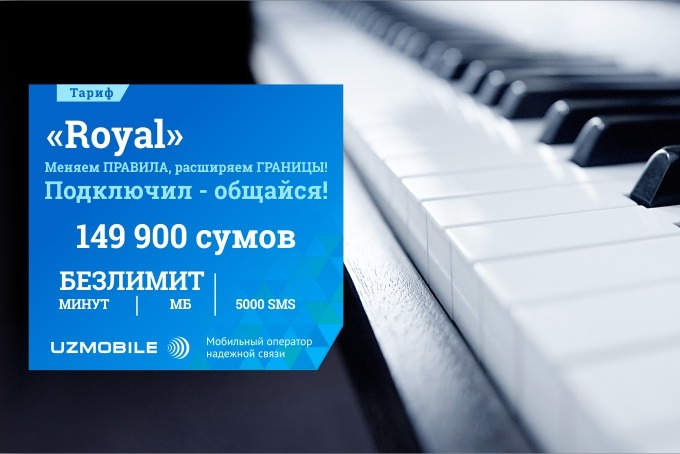 Тариф
«Royal»
Меняем ПРАВИЛА, расширяем ГРАНИЦЫ!
Подключил - общайся!
149 900 сумов
БЕЗЛИМИТ
МИНУТ | МБ | 5000 SMS
UZMOBILE
Мобильный оператор
надежной связи